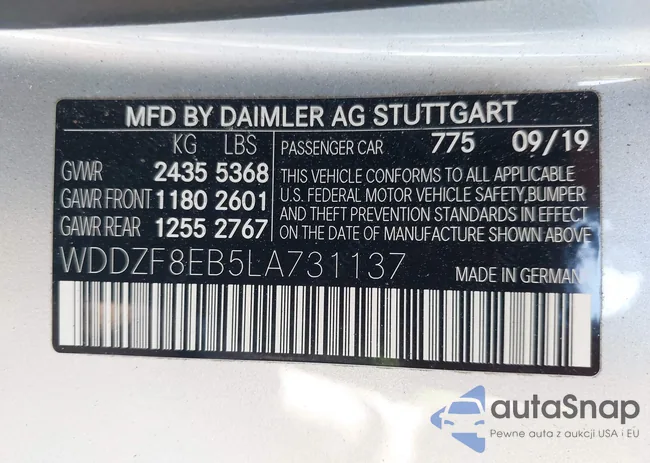 MFD BY DAIMLER AG STUTTGART
KG LBS
GVWR 2435 5368
GAWR FRONT 1180 2601
GAWR REAR 1255 2767
PASSENGER CAR 775 09/19
THIS VEHICLE CONFORMS TO ALL APPLICABLE
U.S. FEDERAL MOTOR VEHICLE SAFETY, BUMPER
AND THEFT PREVENTION STANDARDS IN EFFECT
ON THE DATE OF MANUFACTURE SHOWN ABOVE
WDDZF8EB5LA731137
MADE IN GERMANY
autoSnap
Pewne auta z aukcji USA i EU